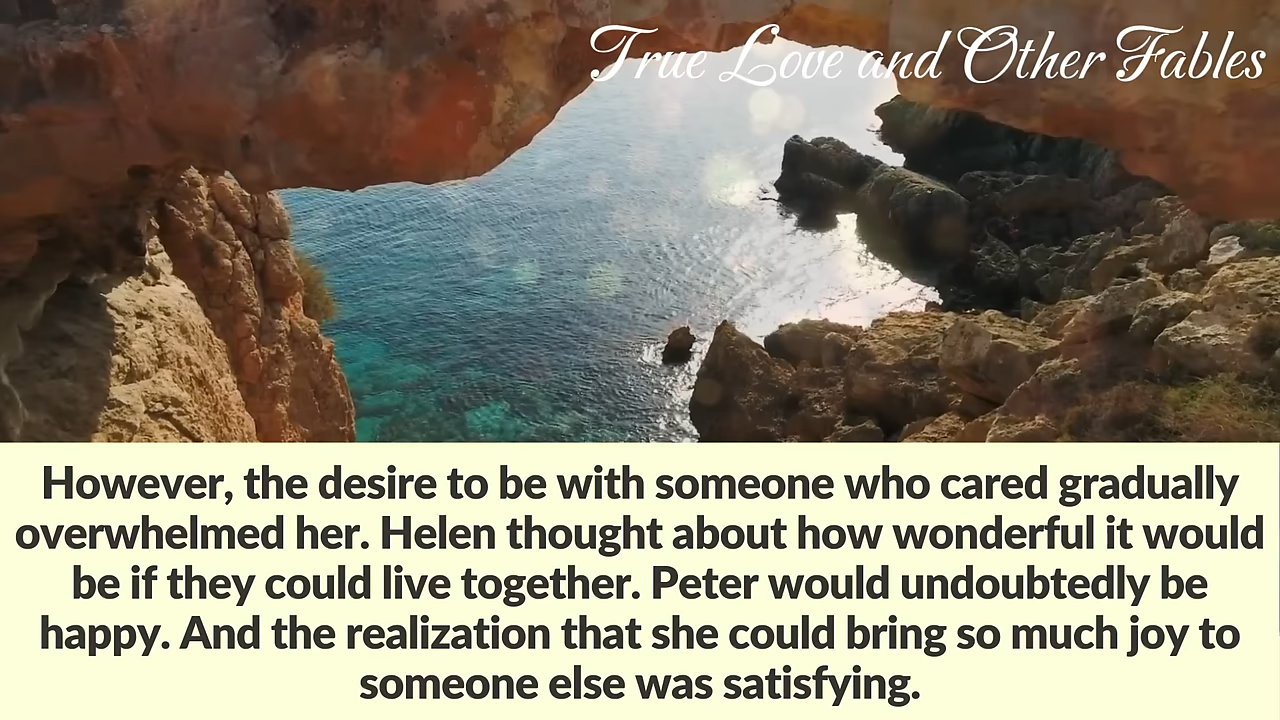 True Love and Other Fables
However, the desire to be with someone who cared gradually
overwhelmed her. Helen thought about how wonderful it would
be if they could live together. Peter would undoubtedly be
happy. And the realization that she could bring so much joy to
someone else was satisfying.